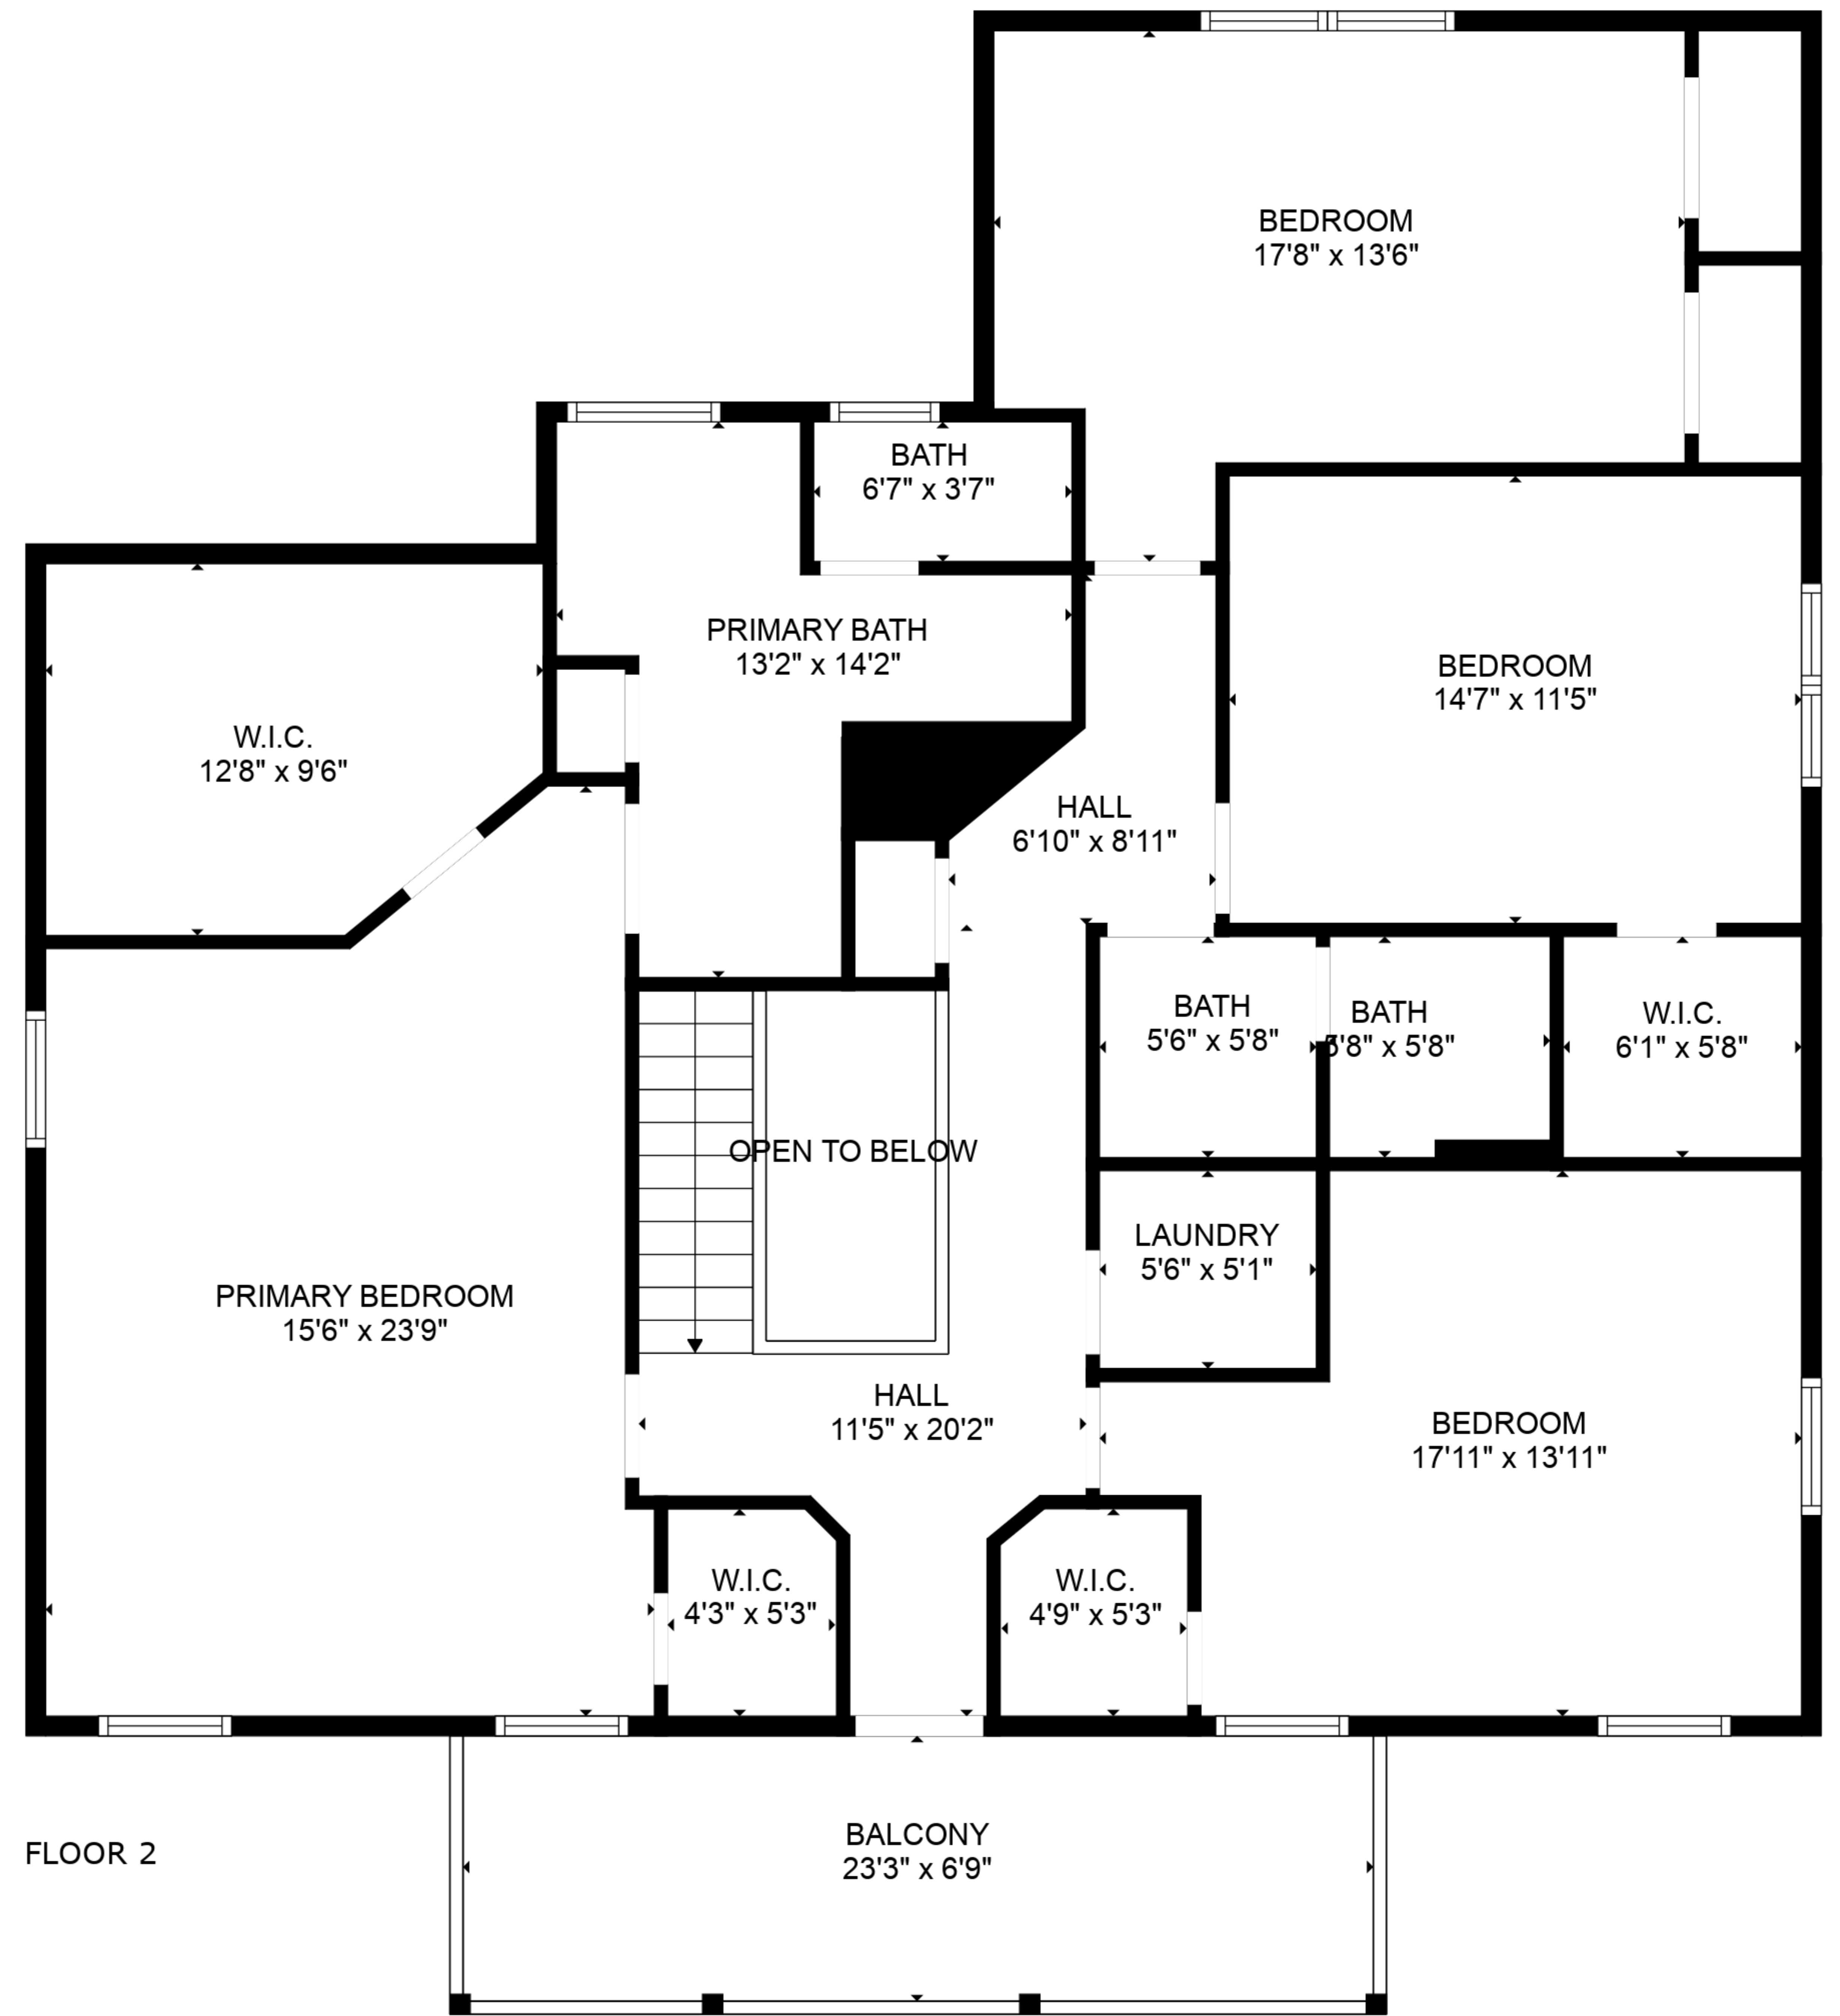 BEDROOM
17'8" x 13'6"
BATH
6'7" x 3'7"
PRIMARY BATH
13'2" x 14'2"
BEDROOM
14'7" x 11'5"
W.I.C.
12'8" x 9'6"
HALL
6'10" x 8'11"
BATH
5'6" x 5'8"
BATH
5'8" x 5'8"
W.I.C.
6'1" x 5'8"
OPEN TO BELOW
LAUNDRY
5'6" x 5'1"
PRIMARY BEDROOM
15'6" x 23'9"
HALL
11'5" x 20'2"
BEDROOM
17'11" x 13'11"
W.I.C.
4'3" x 5'3"
W.I.C.
4'9" x 5'3"
BALCONY
23'3" x 6'9"
FLOOR 2